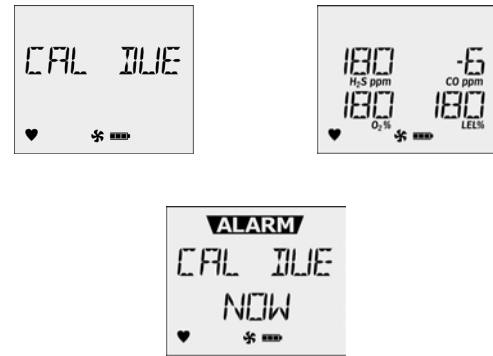 CAL DUE
180 -6
H₂S ppm CO ppm
180 180
O₂% LEL%
ALARM
CAL DUE
NOW